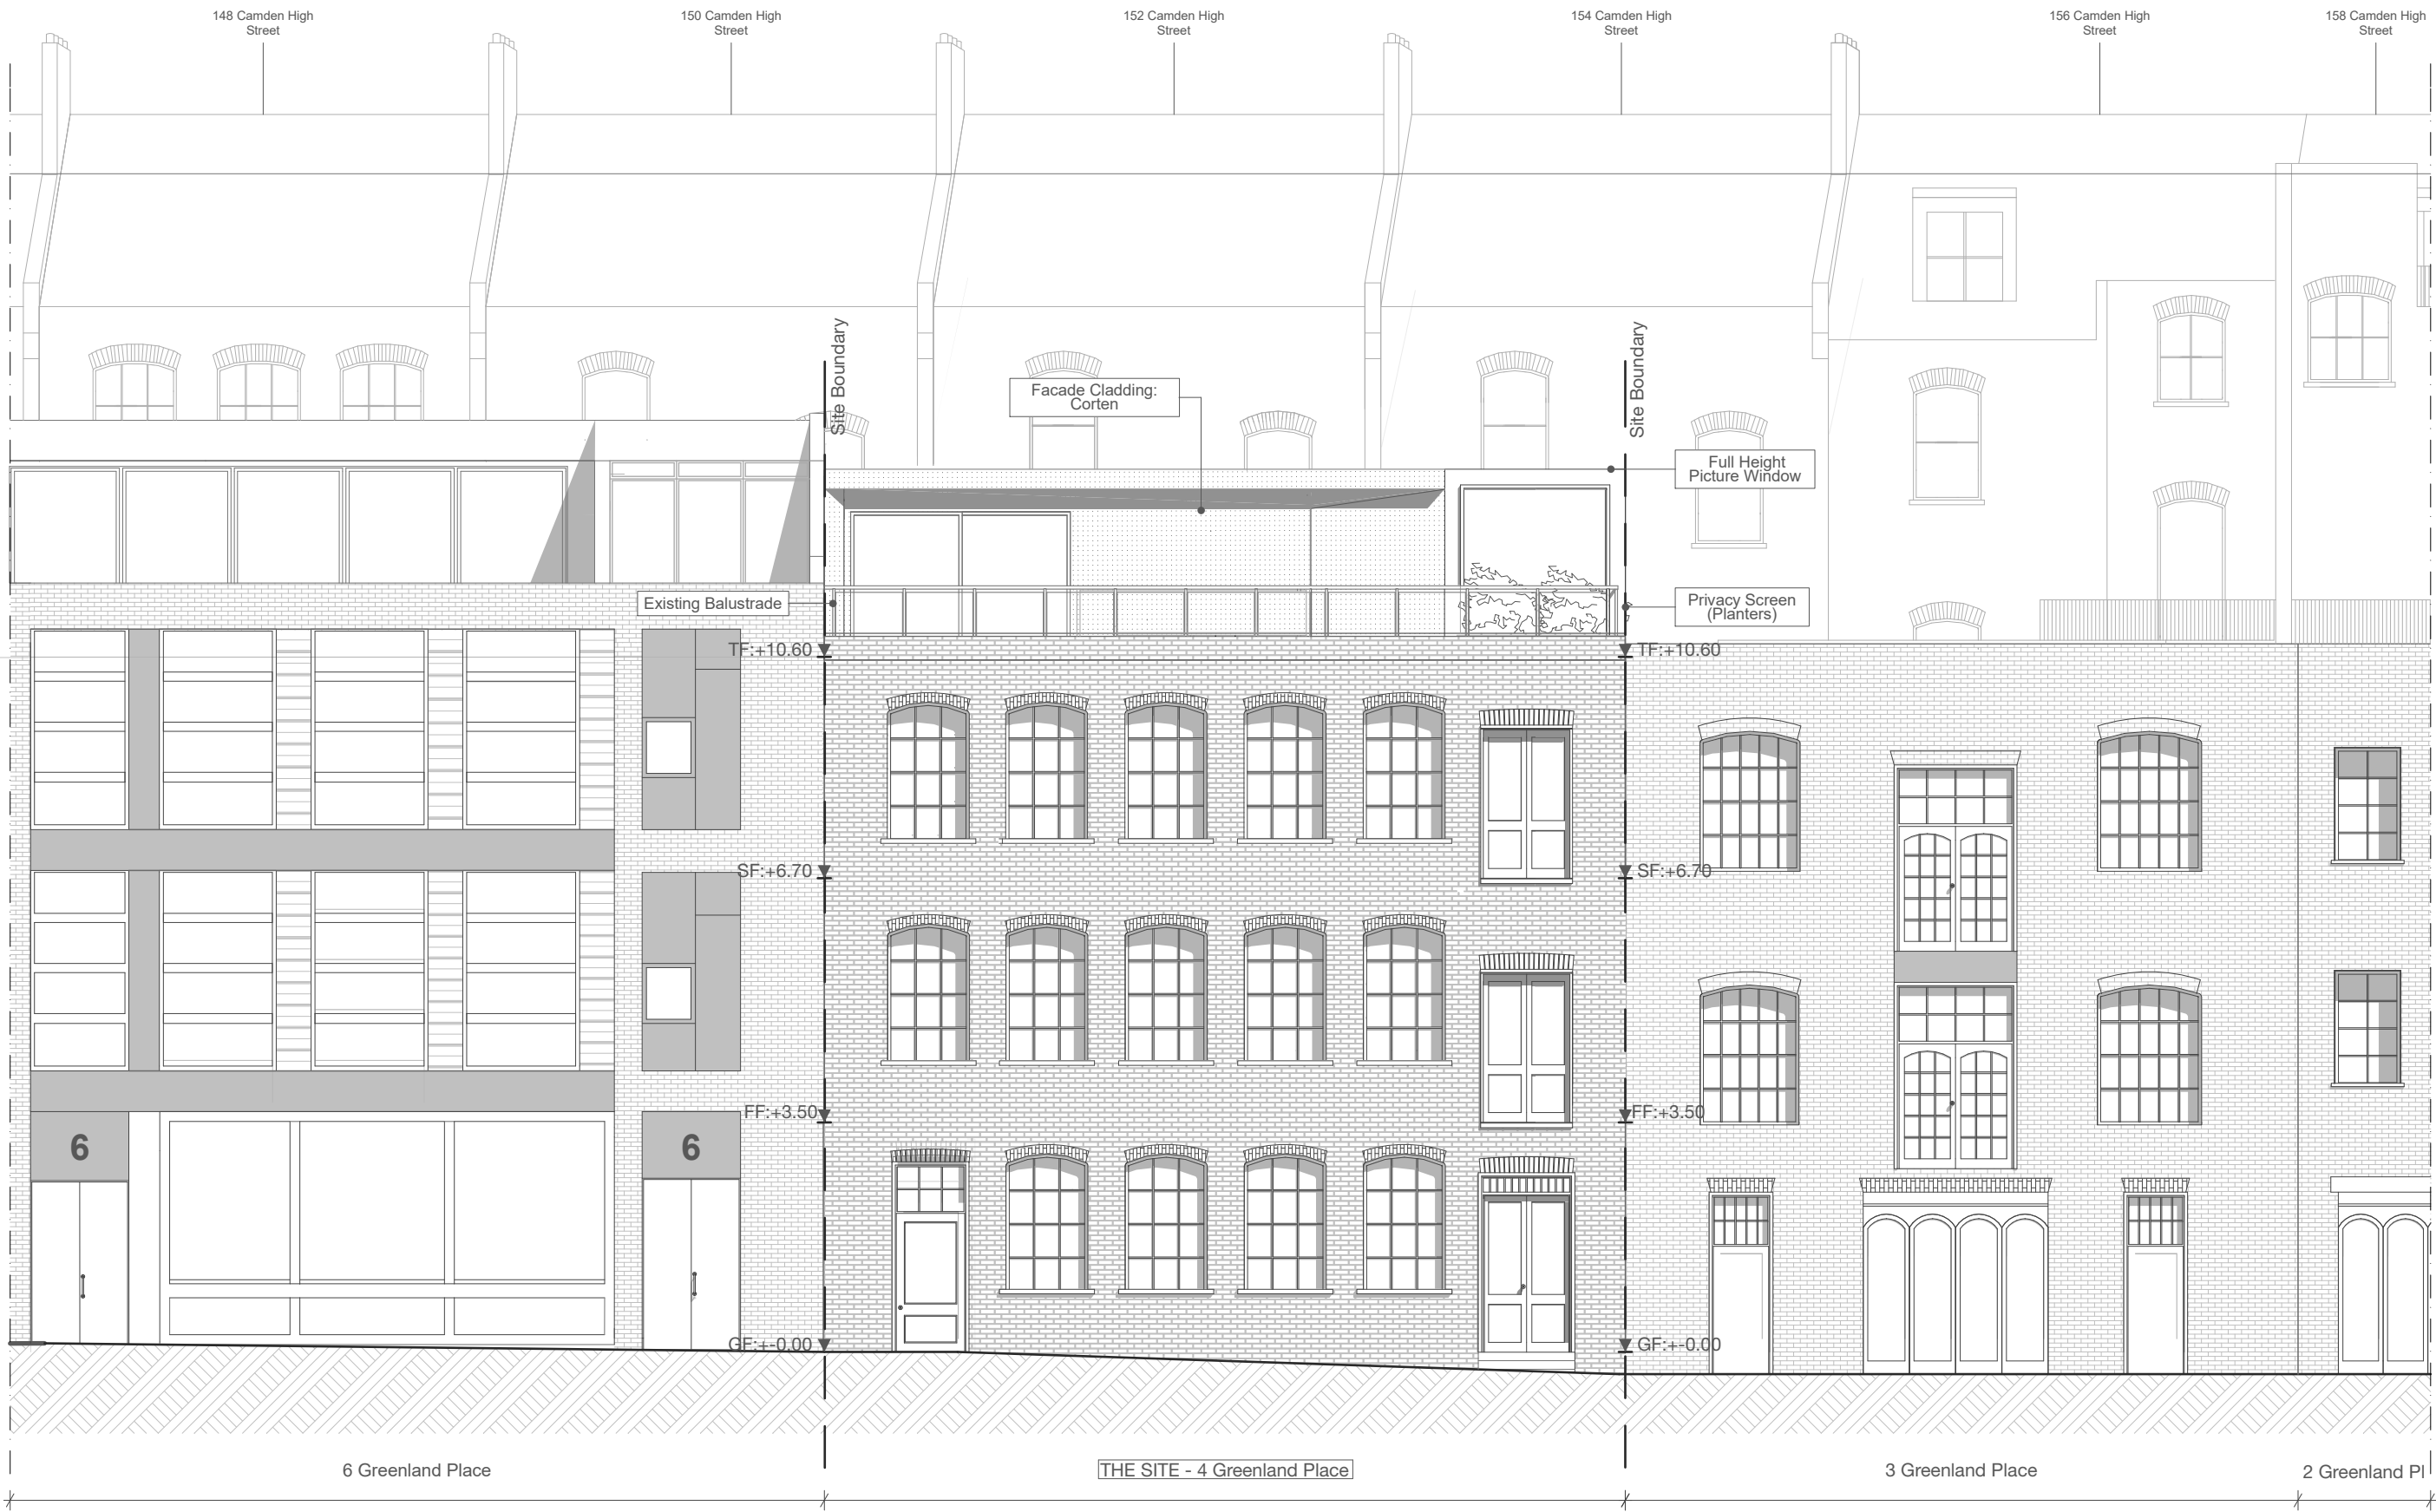 148 Camden High
Street
150 Camden High
Street
152 Camden High
Street
154 Camden High
Street
156 Camden High
Street
158 Camden High
Street
Site Boundary
Site Boundary
Facade Cladding:
Corten
Full Height
Picture Window
Existing Balustrade
Privacy Screen
(Planters)
TF:+10.60
TF:+10.60
SF:+6.70
SF:+6.70
FF:+3.50
FF:+3.50
6
6
GF:+-0.00
GF:+-0.00
6 Greenland Place
THE SITE - 4 Greenland Place
3 Greenland Place
2 Greenland Pl